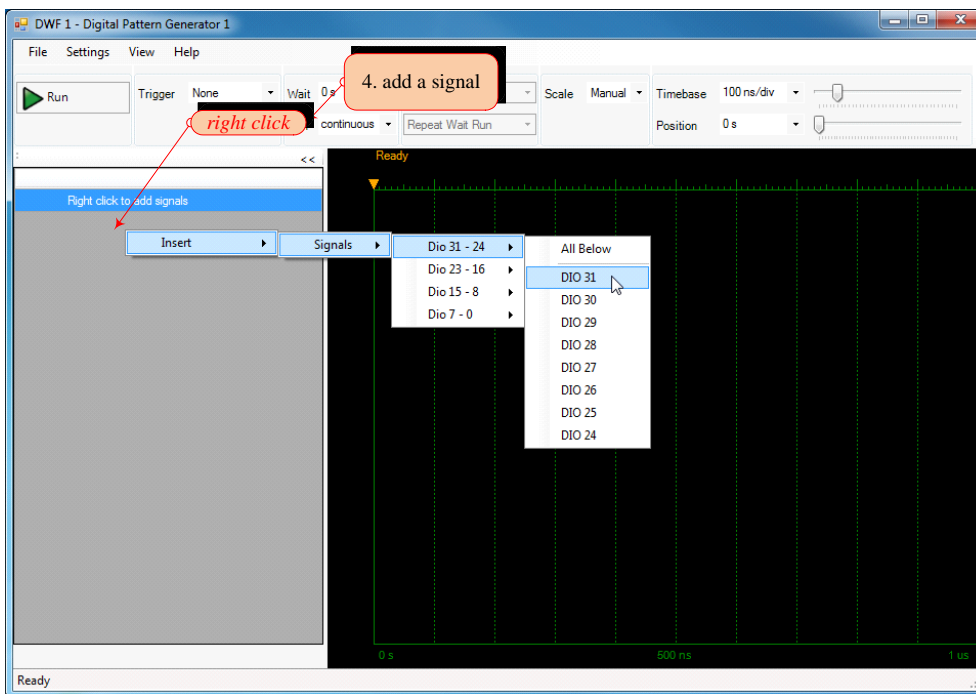 DWF 1 - Digital Pattern Generator 1
File Settings View Help
4. add a signal
Run Trigger None Wait 0 s Scale Manual Timebase 100 ns/div
right click continuous Repeat Wait Run Position 0 s
<< Ready
Right click to add signals
Insert Signals Dio 31 - 24 All Below
Dio 23 - 16 DIO 31
Dio 15 - 8 DIO 30
Dio 7 - 0 DIO 29
DIO 28
DIO 27
DIO 26
DIO 25
DIO 24
0 s 500 ns 1 us
Ready